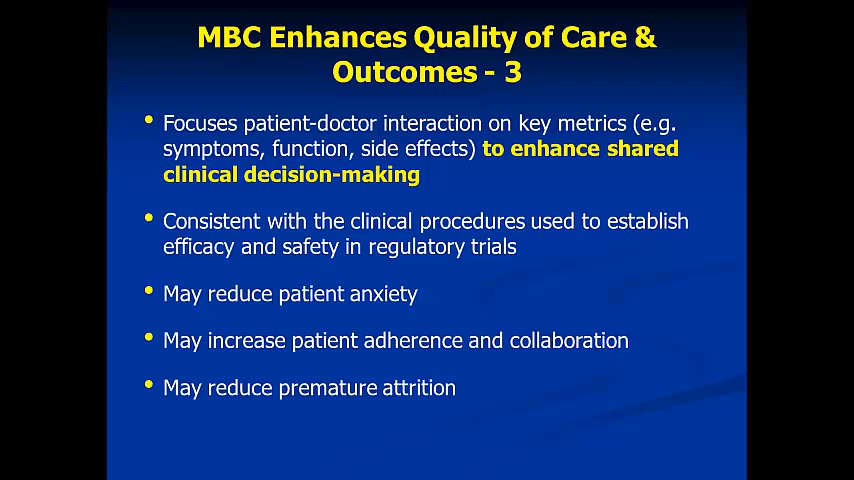 MBC Enhances Quality of Care &
Outcomes - 3
• Focuses patient-doctor interaction on key metrics (e.g.
symptoms, function, side effects) to enhance shared
clinical decision-making
• Consistent with the clinical procedures used to establish
efficacy and safety in regulatory trials
• May reduce patient anxiety
• May increase patient adherence and collaboration
• May reduce premature attrition